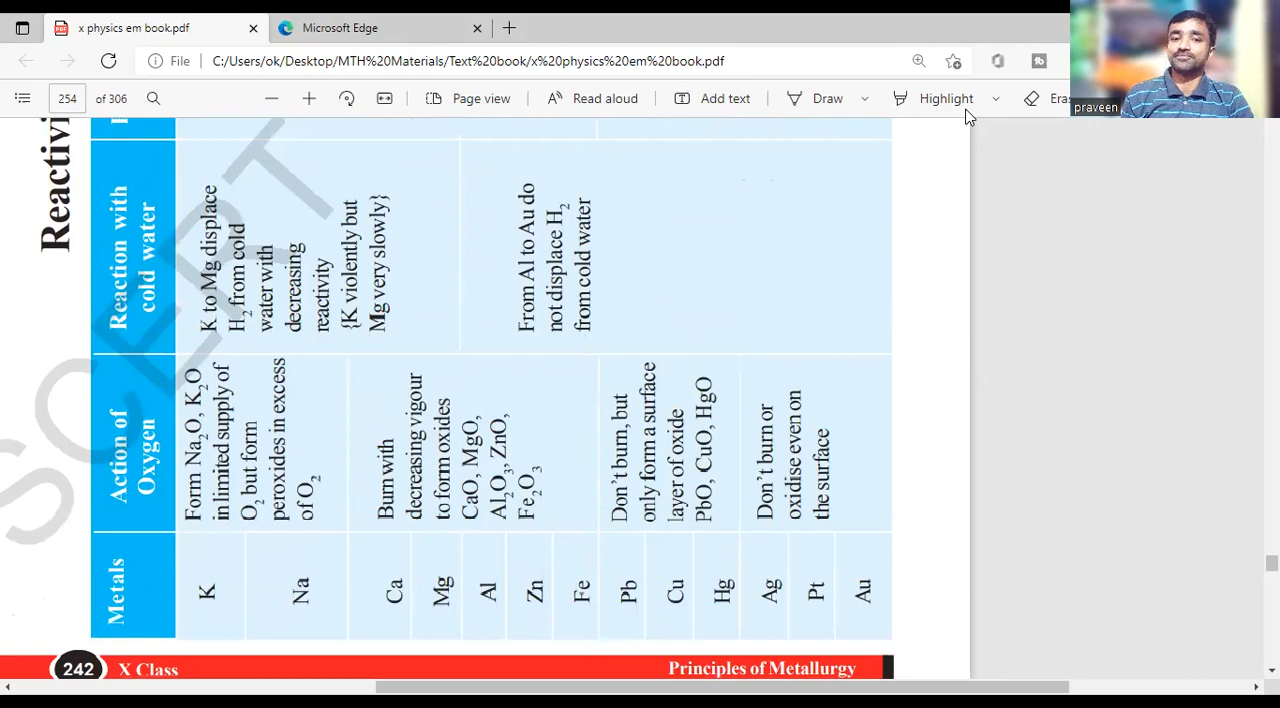 x physics em book.pdf
Microsoft Edge
File
C:/Users/ok/Desktop/MTH%20Materials/Text%20book/x%20physics%20em%20book.pdf
254
of 306
Page view
Read aloud
Add text
Draw
Highlight
praveen
Reactivi
Metals
Action of
Oxygen
Reaction with
cold water
K
Na
Ca
Mg
Al
Zn
Fe
Pb
Cu
Hg
Ag
Pt
Au
Form Na₂O, K₂O
in limited supply of
O₂ but form
peroxides in excess
of O₂
Burn with
decreasing vigour
to form oxides
CaO, MgO,
Al₂O₃, ZnO,
Fe₂O₃
Don't burn, but
only form a surface
layer of oxide
PbO, CuO, HgO
Don't burn or
oxidise even on
the surface
K to Mg displace
H₂ from cold
water with
decreasing
reactivity
{K violently but
Mg very slowly}
From Al to Au do
not displace H₂
from cold water
SCERT
242
X Class
Principles of Metallurgy